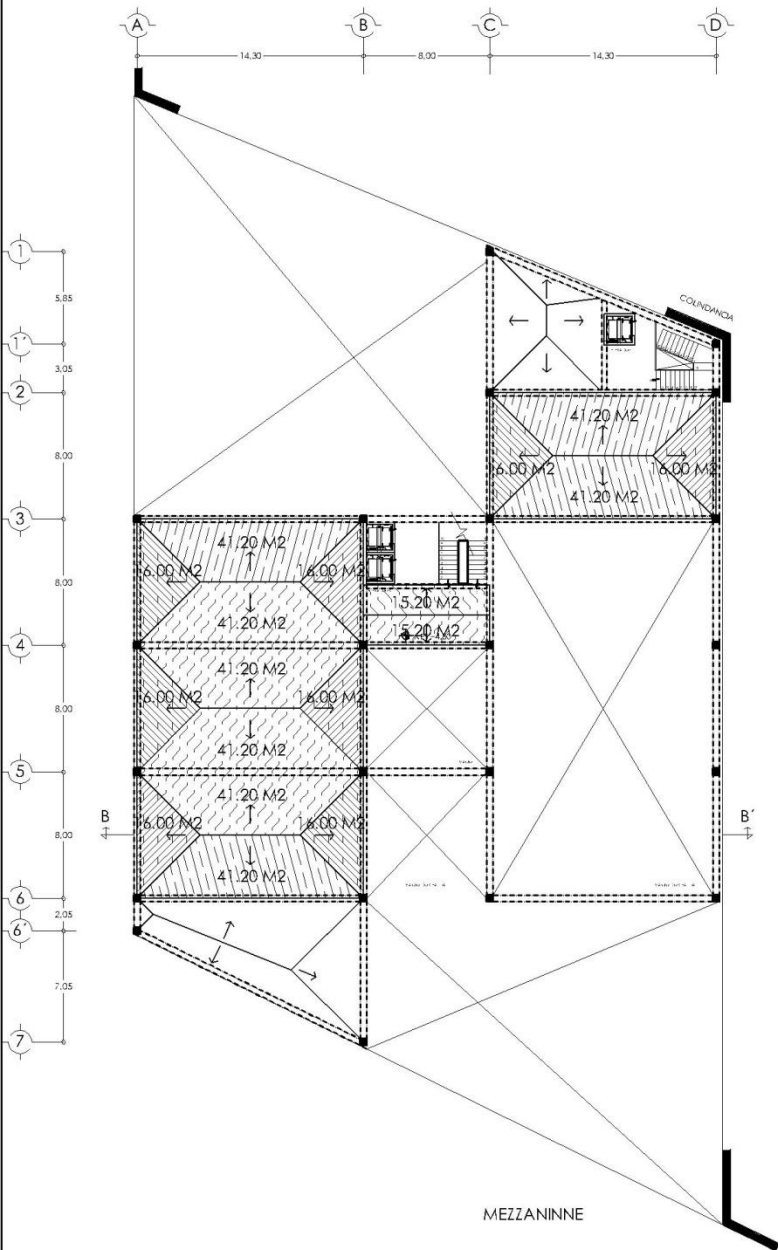 A B C D
14,30 8,00 14,30
1
5,85
1´
3,05
2
8,00
3
8,00
4
8,00
5
8,00
6
2,05
6´
7,05
7
COLINDANCIA
41.20 M2
6.00 M2 16.00 M2
41.20 M2
41.20 M2
6.00 M2 16.00 M2
41.20 M2
15.20 M2
15.20 M2
41.20 M2
16.00 M2 16.00 M2
41.20 M2
41.20 M2
6.00 M2 16.00 M2
41.20 M2
B B´
MEZZANINNE